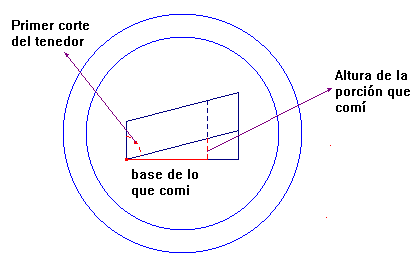 Primer corte
del tenedor
Altura de la
porción que
comí
base de lo
que comi